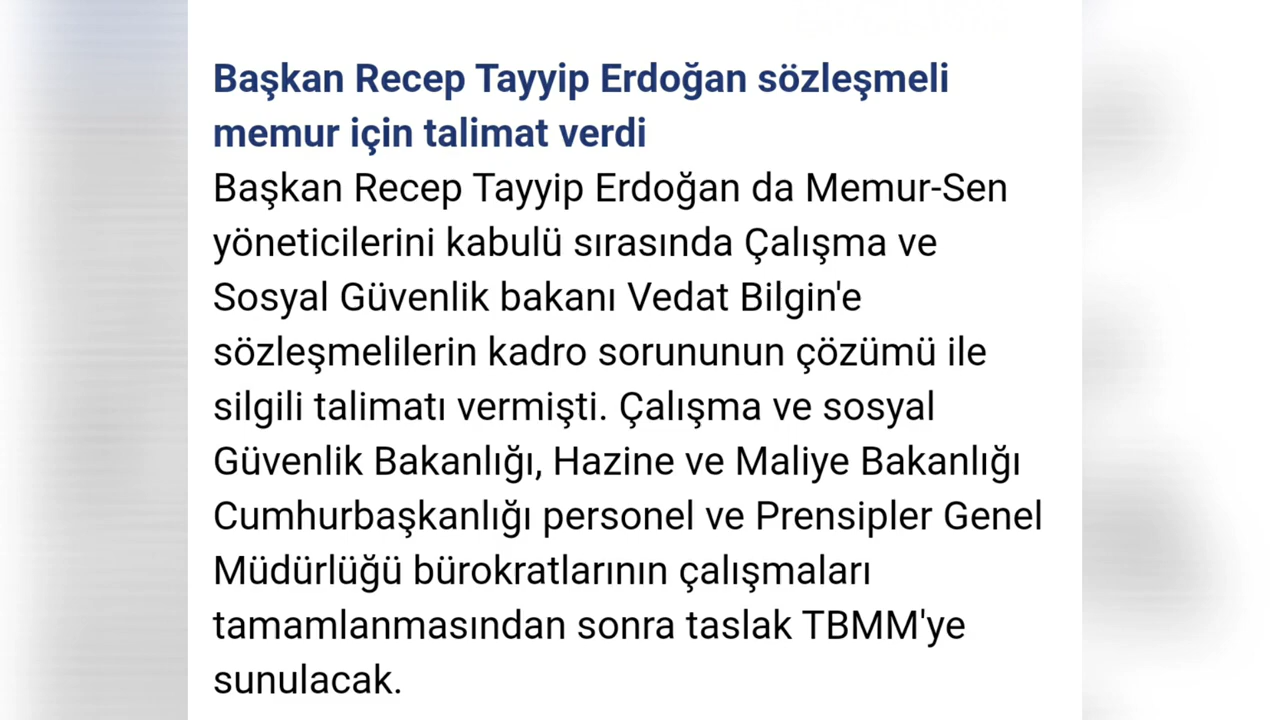 Başkan Recep Tayyip Erdoğan sözleşmeli
memur için talimat verdi
Başkan Recep Tayyip Erdoğan da Memur-Sen
yöneticilerini kabulü sırasında Çalışma ve
Sosyal Güvenlik bakanı Vedat Bilgin'e
sözleşmelilerin kadro sorununun çözümü ile
silgili talimatı vermişti. Çalışma ve sosyal
Güvenlik Bakanlığı, Hazine ve Maliye Bakanlığı
Cumhurbaşkanlığı personel ve Prensipler Genel
Müdürlüğü bürokratlarının çalışmaları
tamamlanmasından sonra taslak TBMM'ye
sunulacak.